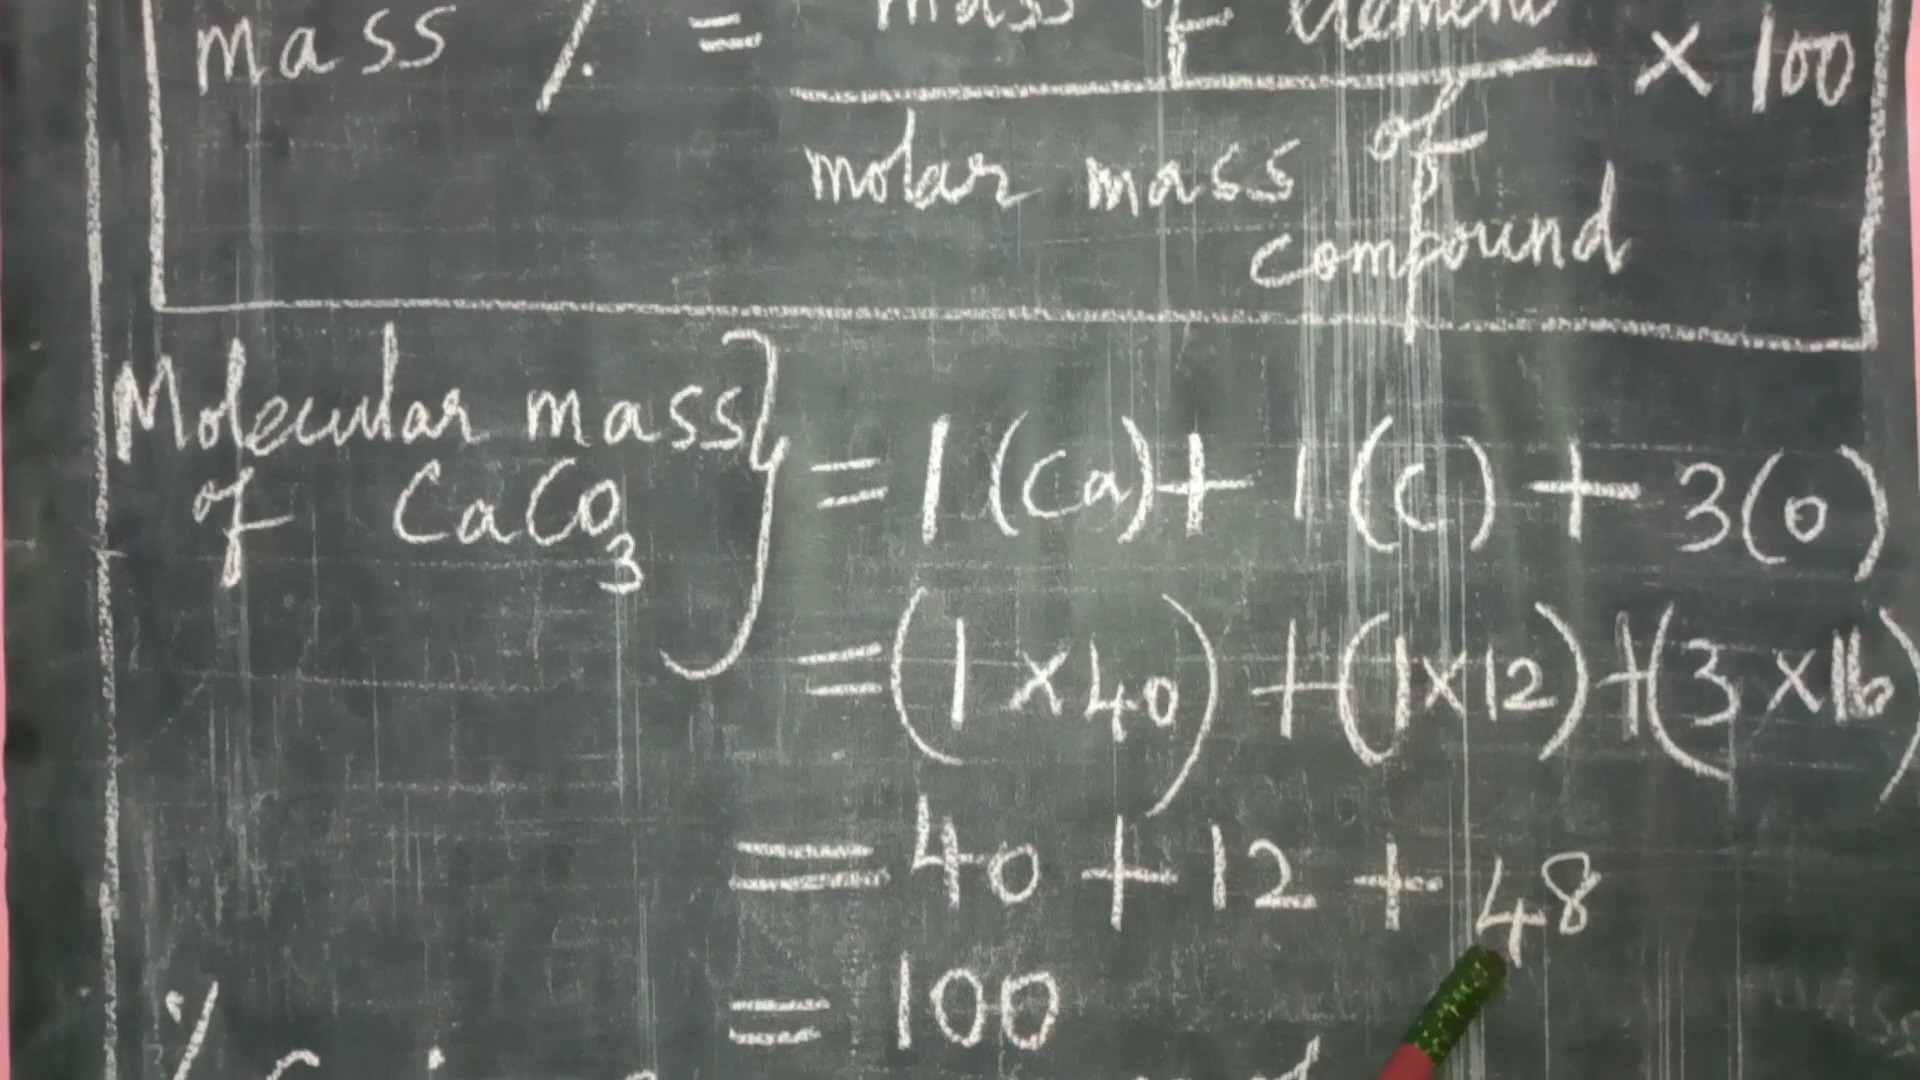 mass % = mass of element × 100
molar mass of
compound
Molecular mass
of CaCo3 } = 1 (Ca) + 1 (C) + 3 (0)
= (1 × 40) + (1 × 12) + (3 × 16)
= 40 + 12 + 48
= 100
%